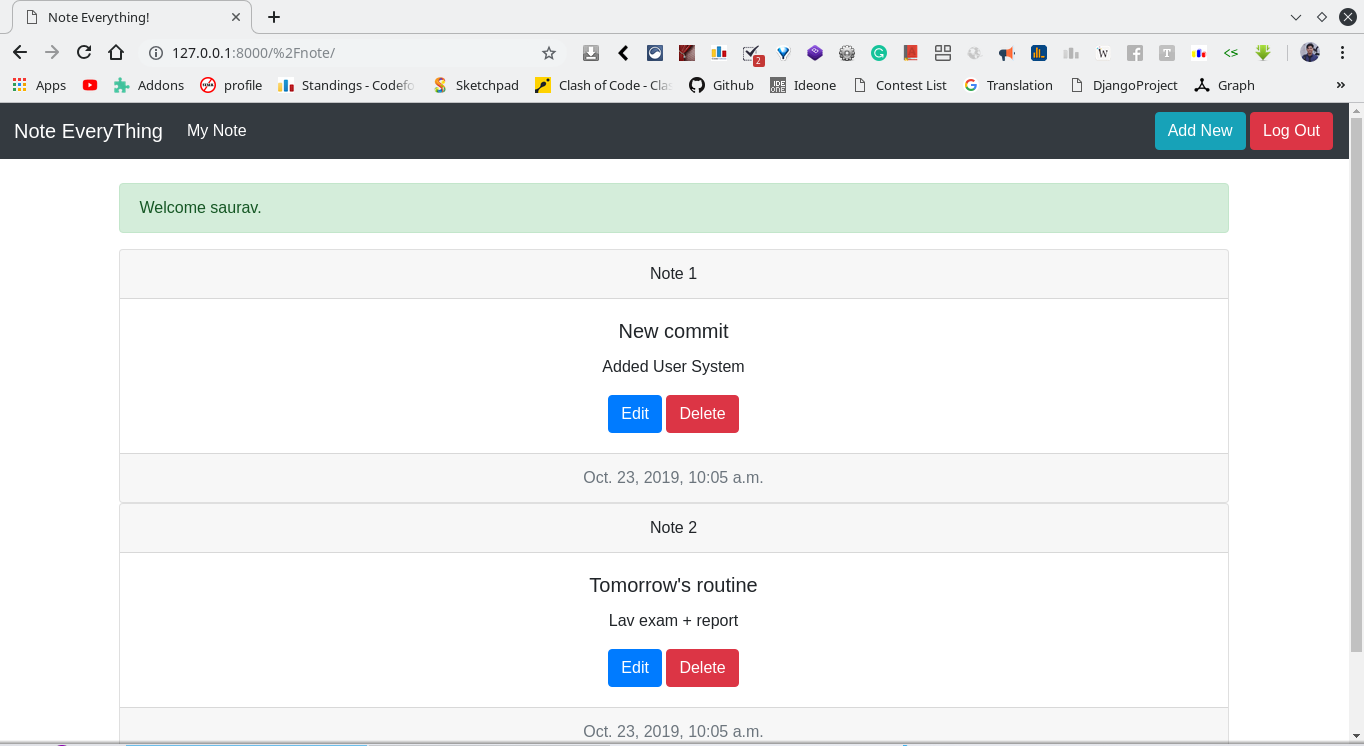 Note Everything!
127.0.0.1:8000/%2Fnote/
2
W
f
T
<s
Apps
Addons
profile
Standings - Codefo
Sketchpad
Clash of Code - Cla
Github
Ideone
Contest List
Translation
DjangoProject
Graph
»
Note EveryThing My Note Add New Log Out
Welcome saurav.
Note 1
New commit
Added User System
Edit Delete
Oct. 23, 2019, 10:05 a.m.
Note 2
Tomorrow's routine
Lav exam + report
Edit Delete
Oct. 23, 2019, 10:05 a.m.